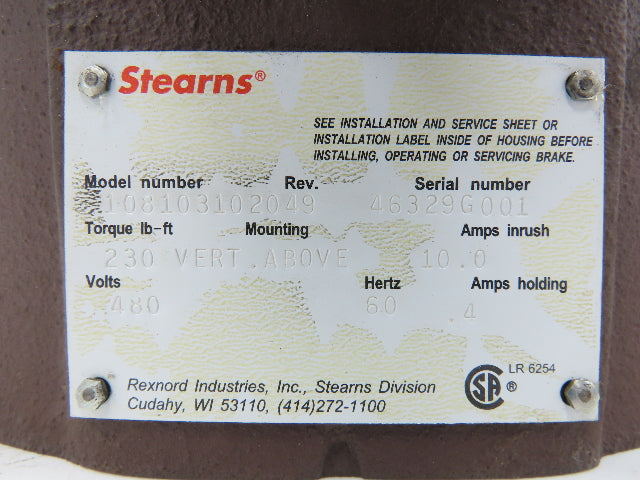 Stearns®
SEE INSTALLATION AND SERVICE SHEET OR
INSTALLATION LABEL INSIDE OF HOUSING BEFORE
INSTALLING, OPERATING OR SERVICING BRAKE.
Model number Rev. Serial number
108103102049 46329G001
Torque lb-ft Mounting Amps inrush
230 VERT.ABOVE 10.0
Volts Hertz Amps holding
480 60 4
Rexnord Industries, Inc., Stearns Division
Cudahy, WI 53110, (414)272-1100
SA ® LR 6254